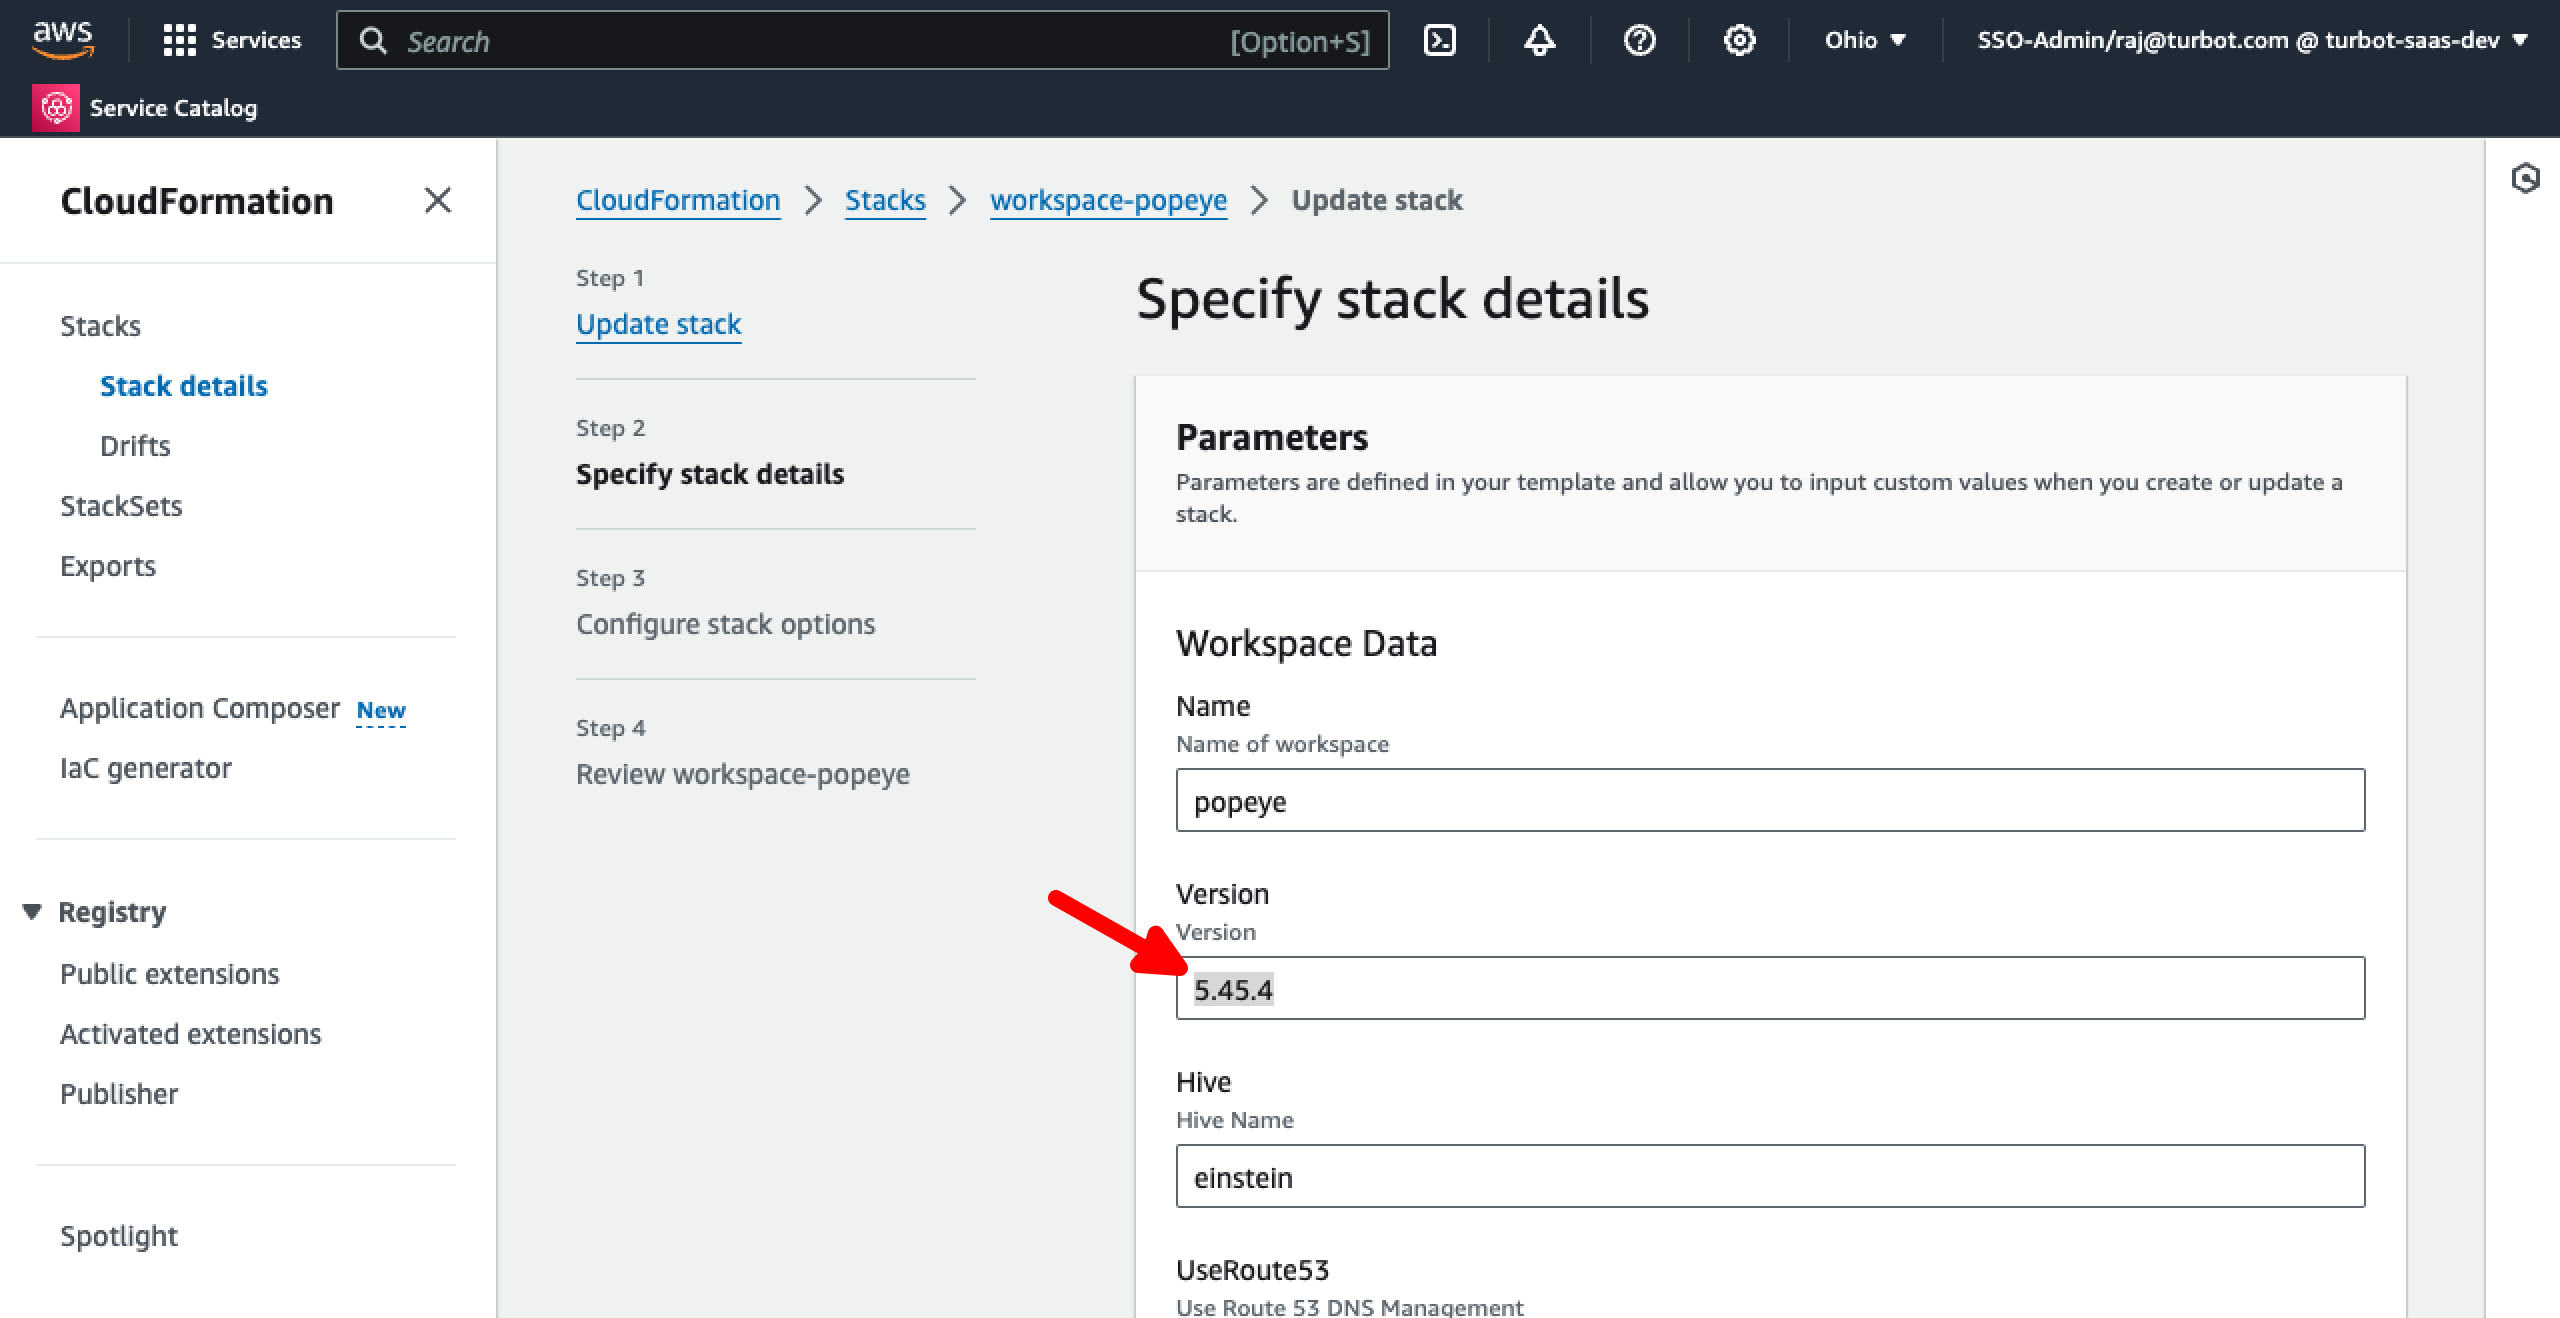 aws
Services
Search
[Option+S]
Ohio
SSO-Admin/raj@turbot.com @ turbot-saas-dev
Service Catalog
CloudFormation
Stacks
Stack details
Drifts
StackSets
Exports
Application Composer New
IaC generator
Registry
Public extensions
Activated extensions
Publisher
Spotlight
CloudFormation
Stacks
workspace-popeye
Update stack
Step 1
Update stack
Step 2
Specify stack details
Step 3
Configure stack options
Step 4
Review workspace-popeye
Specify stack details
Parameters
Parameters are defined in your template and allow you to input custom values when you create or update a
stack.
Workspace Data
Name
Name of workspace
popeye
Version
Version
5.45.4
Hive
Hive Name
einstein
UseRoute53
Use Route 53 DNS Management